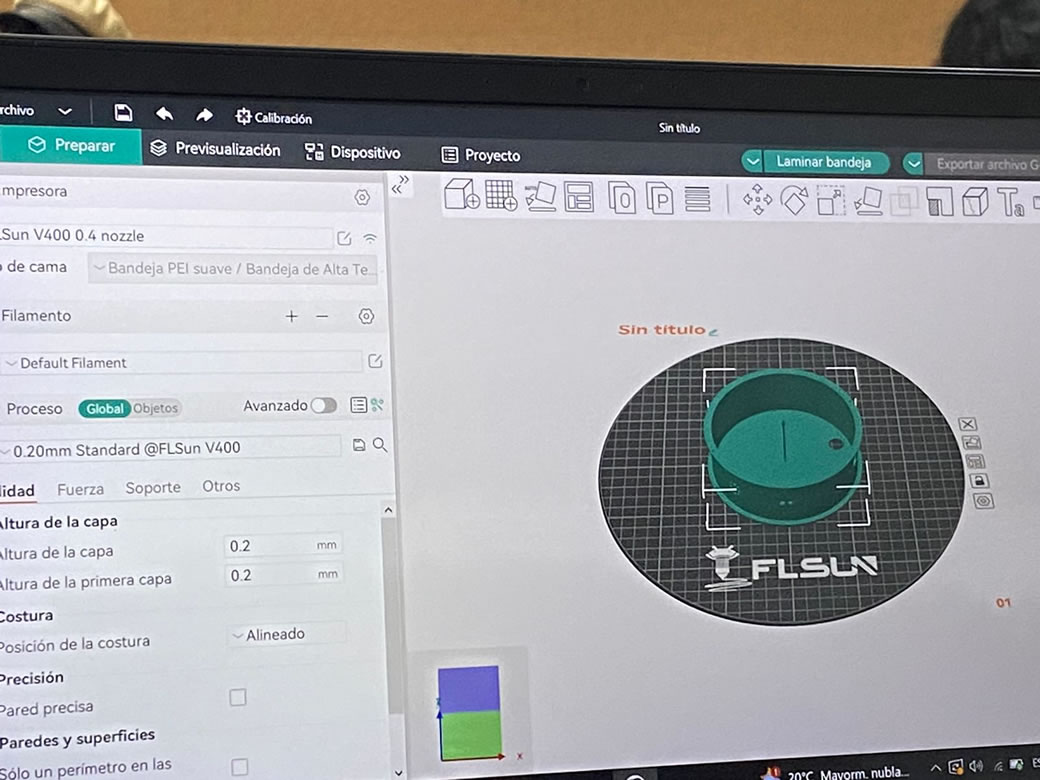 rchivo
Calibración
Sin título
Preparar
Previsualización
Dispositivo
Proyecto
Laminar bandeja
Exportar archivo G
mpresora
Sun V400 0.4 nozzle
de cama
Bandeja PEI suave / Bandeja de Alta Te...
Filamento
Default Filament
Proceso
Global
Objetos
Avanzado
0.20mm Standard @FLSun V400
lidad
Fuerza
Soporte
Otros
Altura de la capa
Altura de la capa
0.2 mm
Altura de la primera capa
0.2 mm
Costura
Posición de la costura
Alineado
Precisión
Pared precisa
Paredes y superficies
Sólo un perímetro en las
Sin título
FLSUN
01
x
20°C Mayorm. nubla...